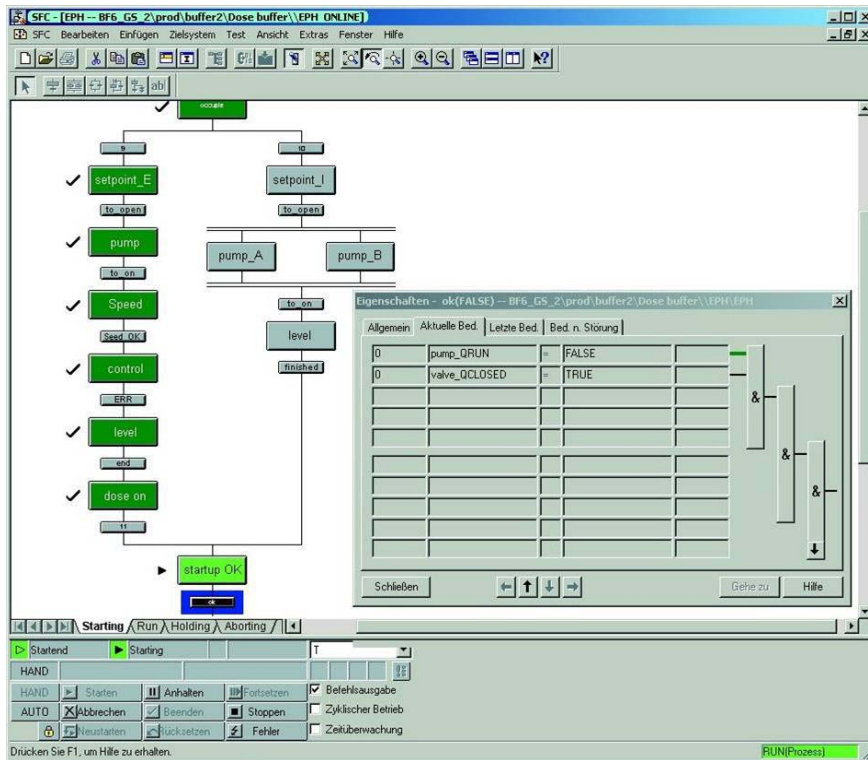 SFC - [EPH -- BF6_GS_2\prod\buffer2\Dose buffer\\EPH ONLINE]
SFC Bearbeiten Einfügen Zielsystem Test Ansicht Extras Fenster Hilfe
ab|
occupie
9 10
setpoint_E setpoint_I
to_open to_open
pump
pump_A pump_B
to_on
Speed to_on
level
Seed_OK
control finished
ERR
level
end
dose on
11
startup OK
ok
Eigenschaften - ok(FALSE) -- BF6_GS_2\prod\buffer2\Dose buffer\\EPH\EPH
Allgemein Aktuelle Bed. Letzte Bed. Bed. n. Störung
0 pump_QRUN = FALSE
0 valve_QCLOSED = TRUE
&
&
&
Schließen Gehe zu Hilfe
Starting Run Holding Aborting
Startend Starting T
HAND
HAND Starten Anhalten Fortsetzen Befehlsausgabe
AUTO Abbrechen Beenden Stoppen Zyklischer Betrieb
Neustarten Rücksetzen Fehler Zeitüberwachung
Drücken Sie F1, um Hilfe zu erhalten. RUN(Prozess)